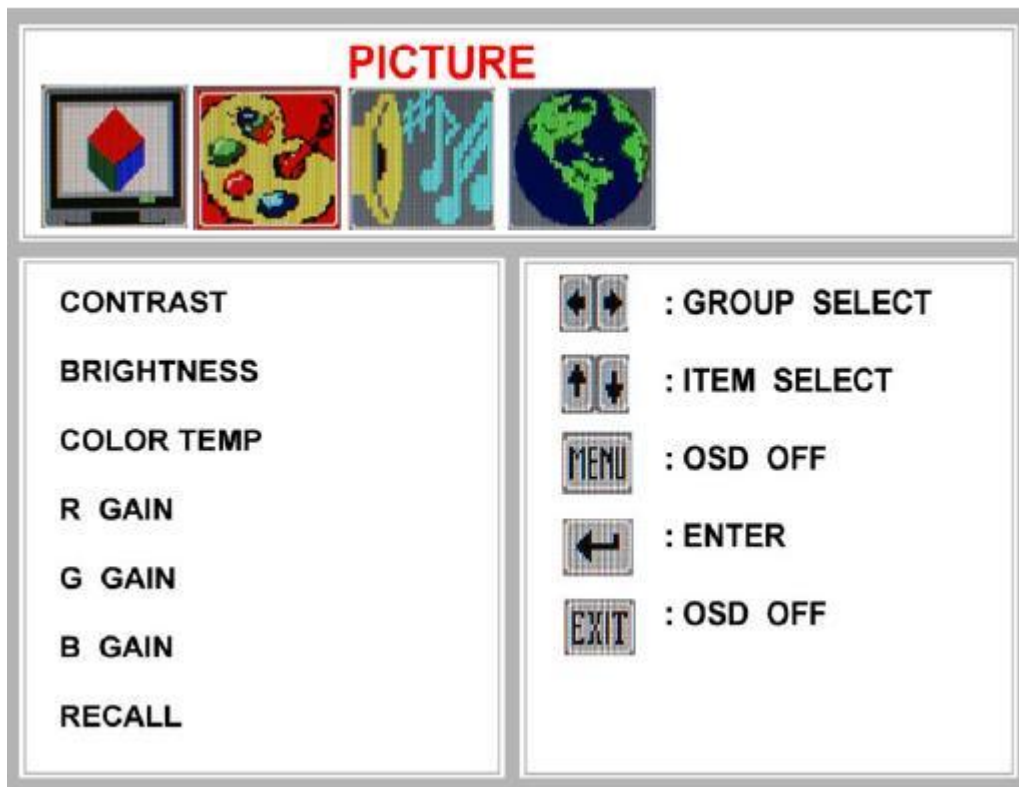 PICTURE
CONTRAST
BRIGHTNESS
COLOR TEMP
R GAIN
G GAIN
B GAIN
RECALL
: GROUP SELECT
: ITEM SELECT
MENU : OSD OFF
: ENTER
EXIT : OSD OFF